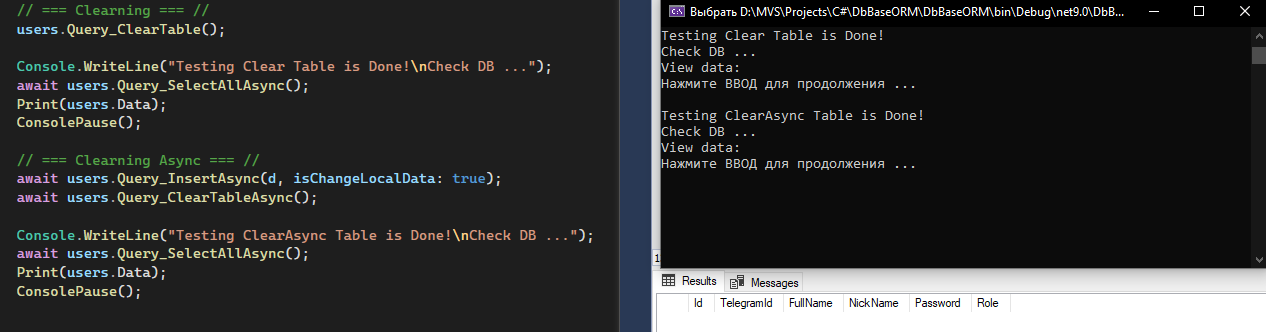 // === Clearning === //
users.Query_ClearTable();
Console.WriteLine("Testing Clear Table is Done!\nCheck DB ...");
await users.Query_SelectAllAsync();
Print(users.Data);
ConsolePause();
// === Clearning Async === //
await users.Query_InsertAsync(d, isChangeLocalData: true);
await users.Query_ClearTableAsync();
Console.WriteLine("Testing ClearAsync Table is Done!\nCheck DB ...");
await users.Query_SelectAllAsync();
Print(users.Data);
ConsolePause();
Выбрать D:\MVS\Projects\C#\DbBaseORM\DbBaseORM\bin\Debug\net9.0\DbB...
Testing Clear Table is Done!
Check DB ...
View data:
Нажмите ВВОД для продолжения ...
Testing ClearAsync Table is Done!
Check DB ...
View data:
Нажмите ВВОД для продолжения ...
1
Results Messages
Id TelegramId FullName NickName Password Role